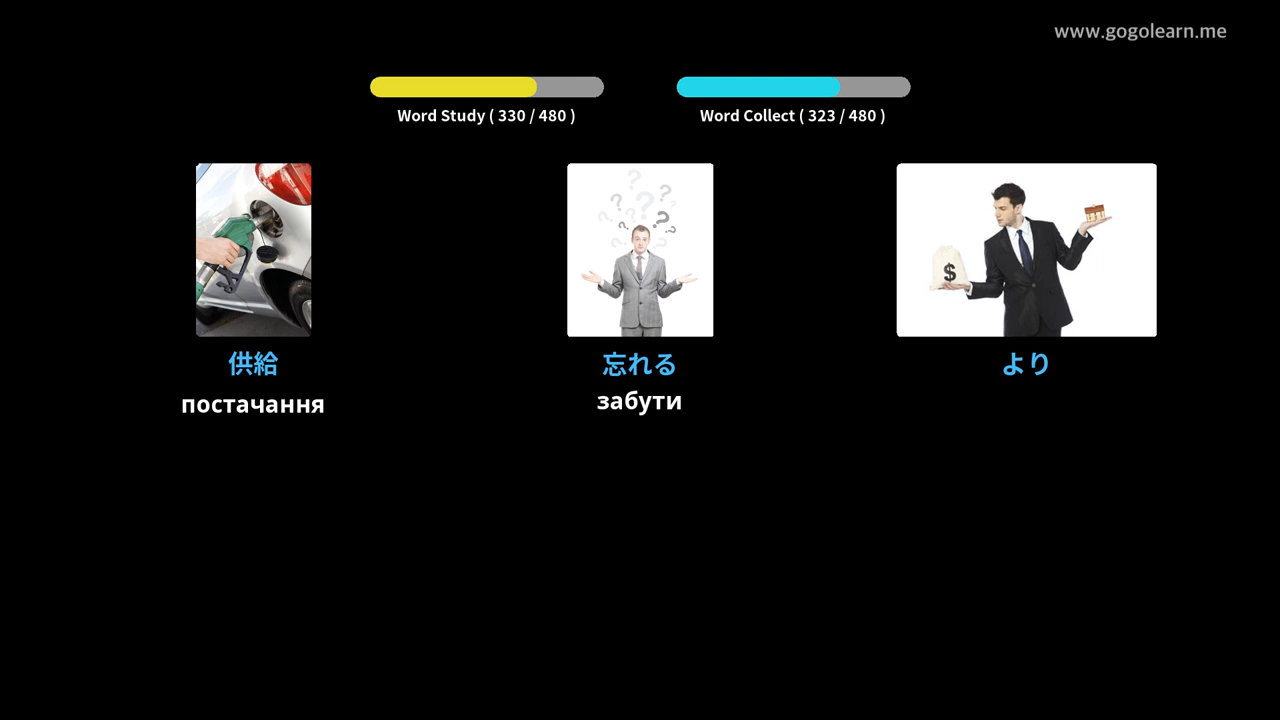 www.gogolearn.me
Word Study ( 330 / 480 )
Word Collect ( 323 / 480 )
$
供給
忘れる
より
постачання
забути